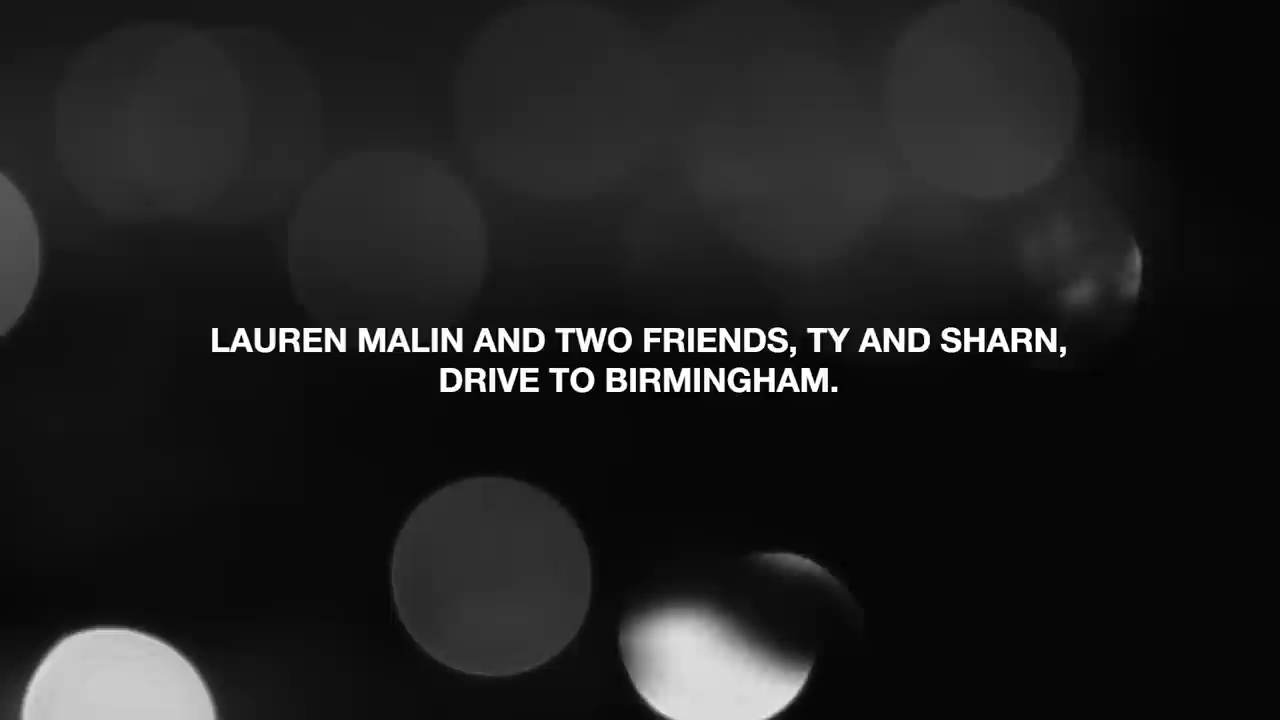 LAUREN MALIN AND TWO FRIENDS, TY AND SHARN,
DRIVE TO BIRMINGHAM.